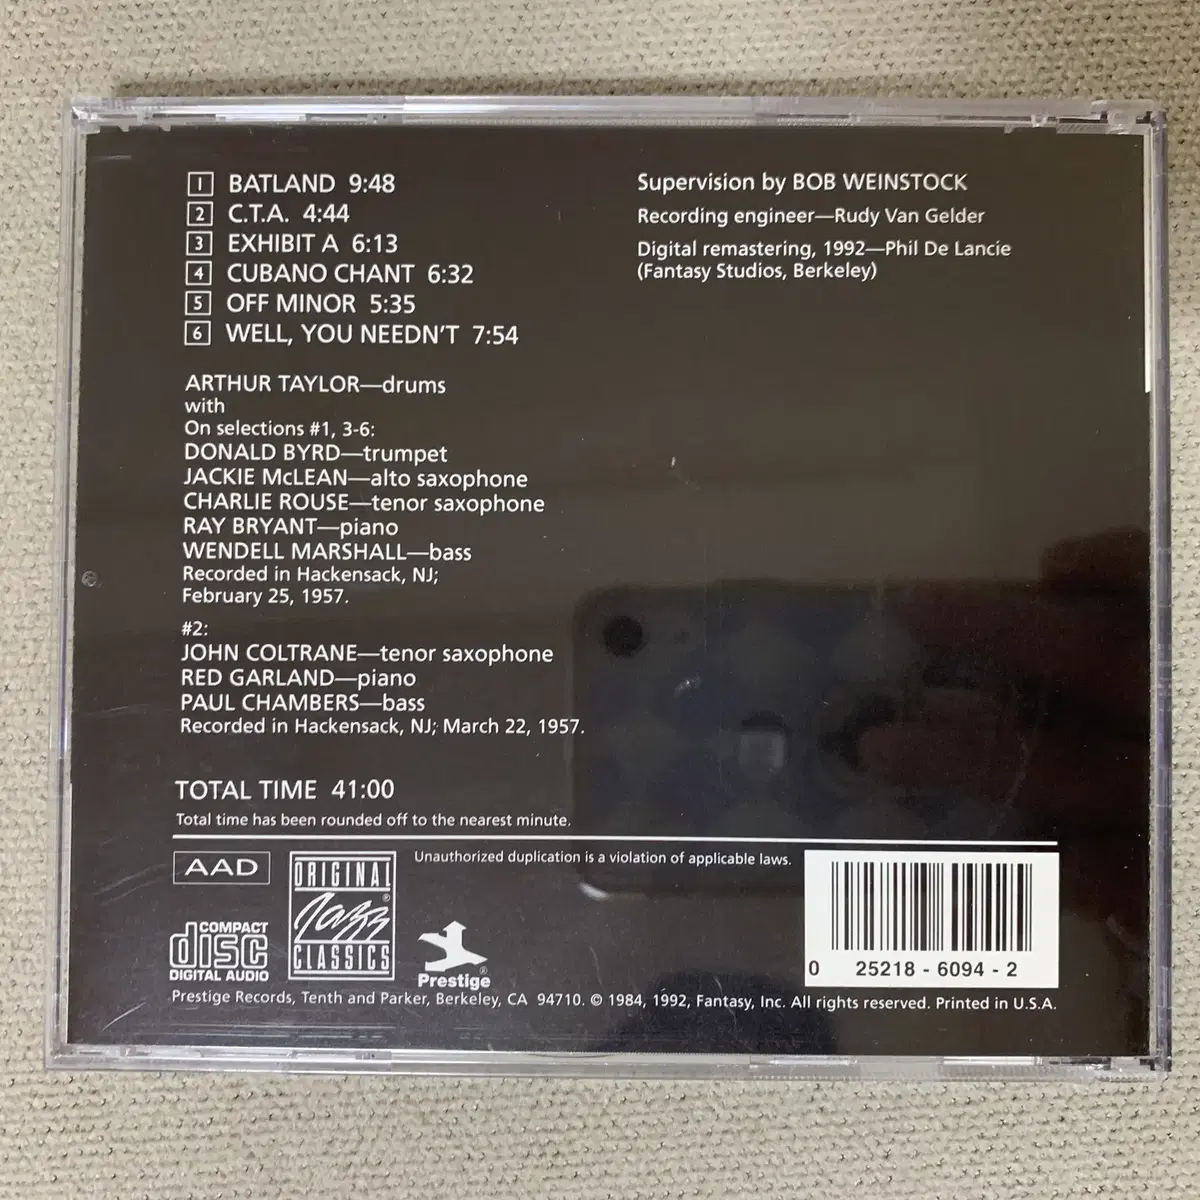 1 BATLAND 9:48
2 C.T.A. 4:44
3 EXHIBIT A 6:13
4 CUBANO CHANT 6:32
5 OFF MINOR 5:35
6 WELL, YOU NEEDN'T 7:54
ARTHUR TAYLOR—drums
with
On selections #1, 3-6:
DONALD BYRD—trumpet
JACKIE McLEAN—alto saxophone
CHARLIE ROUSE—tenor saxophone
RAY BRYANT—piano
WENDELL MARSHALL—bass
Recorded in Hackensack, NJ;
February 25, 1957.
#2:
JOHN COLTRANE—tenor saxophone
RED GARLAND—piano
PAUL CHAMBERS—bass
Recorded in Hackensack, NJ; March 22, 1957.
TOTAL TIME 41:00
Total time has been rounded off to the nearest minute.
Supervision by BOB WEINSTOCK
Recording engineer—Rudy Van Gelder
Digital remastering, 1992—Phil De Lancie
(Fantasy Studios, Berkeley)
AAD
COMPACT
disc
DIGITAL AUDIO
ORIGINAL
Jazz ®
CLASSICS
Unauthorized duplication is a violation of applicable laws.
Prestige ®
0 25218 - 6094 - 2
Prestige Records, Tenth and Parker, Berkeley, CA 94710. © 1984, 1992, Fantasy, Inc. All rights reserved. Printed in U.S.A.